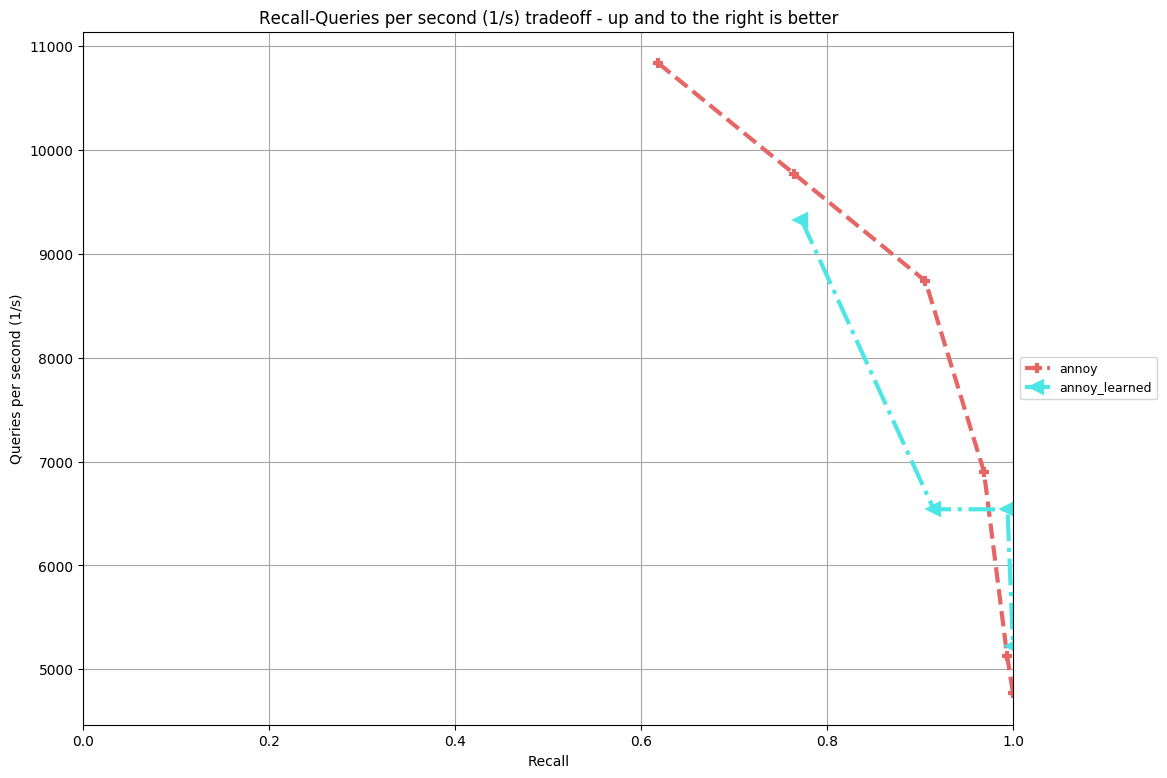 Recall-Queries per second (1/s) tradeoff - up and to the right is better
11000
10000
9000
8000
7000
6000
5000
Queries per second (1/s)
0.0 0.2 0.4 0.6 0.8 1.0
Recall
annoy
annoy_learned